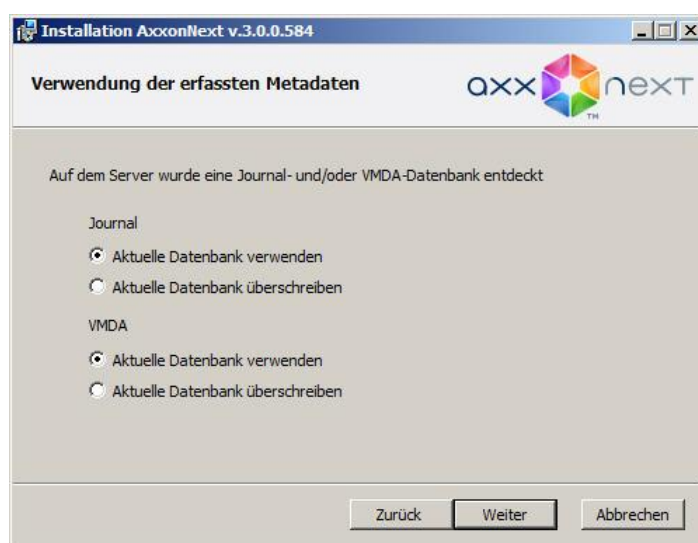 Installation AxxonNext v.3.0.0.584
Verwendung der erfassten Metadaten
axx next
TM
Auf dem Server wurde eine Journal- und/oder VMDA-Datenbank entdeckt
Journal
Aktuelle Datenbank verwenden
Aktuelle Datenbank überschreiben
VMDA
Aktuelle Datenbank verwenden
Aktuelle Datenbank überschreiben
Zurück Weiter Abbrechen